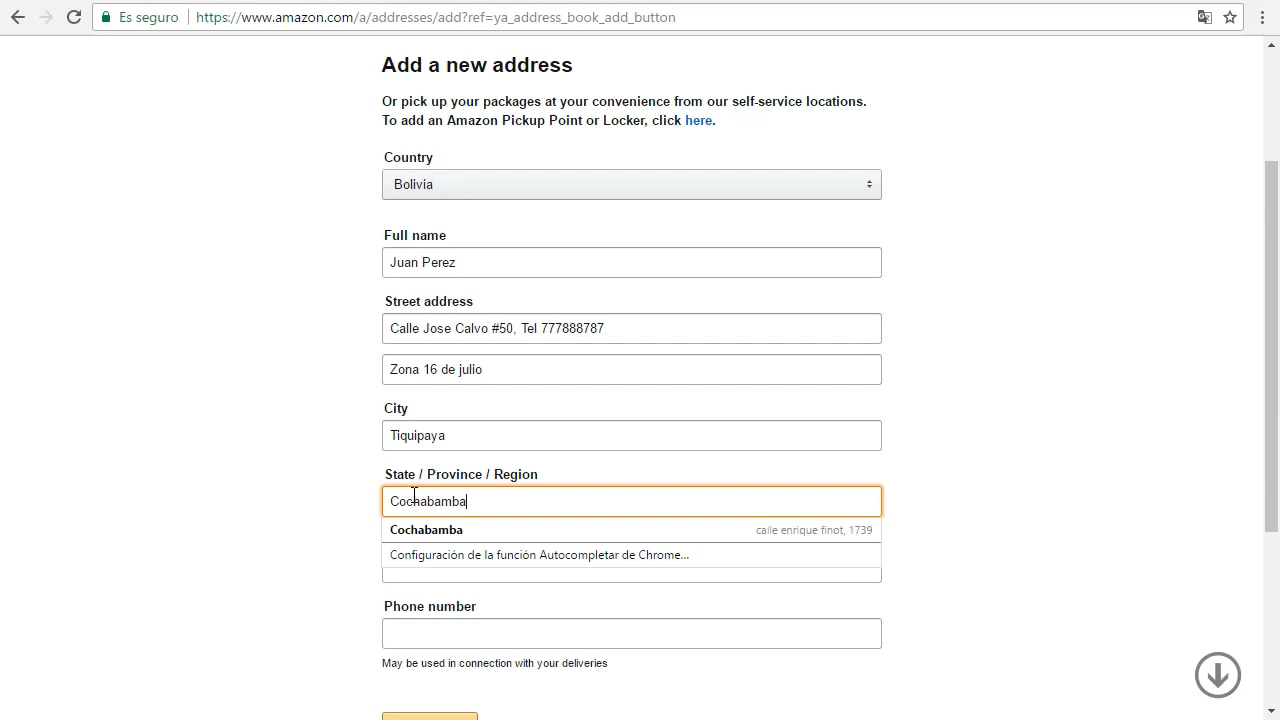 Es seguro
https://www.amazon.com/a/addresses/add?ref=ya_address_book_add_button
Add a new address
Or pick up your packages at your convenience from our self-service locations.
To add an Amazon Pickup Point or Locker, click here.
Country
Bolivia
Full name
Juan Perez
Street address
Calle Jose Calvo #50, Tel 777888787
Zona 16 de julio
City
Tiquipaya
State / Province / Region
Cochabamba
Cochabamba calle enrique finot, 1739
Configuración de la función Autocompletar de Chrome...
Phone number
May be used in connection with your deliveries